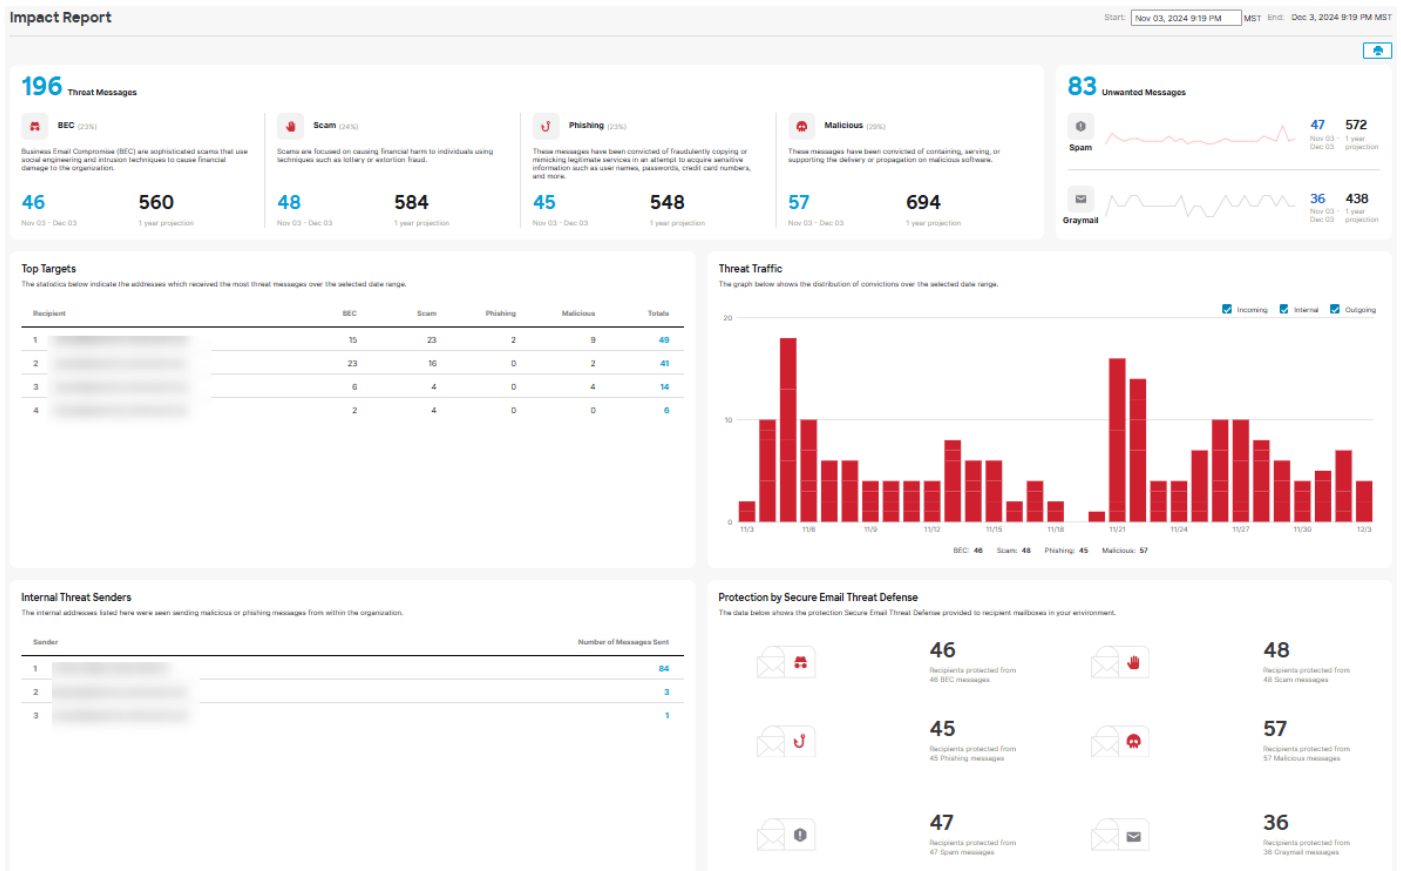 Impact Report
Start: Nov 03, 2024 9:19 PM MST End: Dec 3, 2024 9:19 PM MST
196 Threat Messages
BEC (23%)
Business Email Compromise (BEC) are sophisticated scams that use
social engineering and intrusion techniques to cause financial
damage to the organization.
46 560
Nov 03 - Dec 03 1 year projection
Scam (24%)
Scams are focused on causing financial harm to individuals using
techniques such as lottery or extortion fraud.
48 584
Nov 03 - Dec 03 1 year projection
Phishing (23%)
These messages have been convicted of fraudulently copying or
mimicking legitimate services in an attempt to acquire sensitive
information such as user names, passwords, credit card numbers,
and more.
45 548
Nov 03 - Dec 03 1 year projection
Malicious (29%)
These messages have been convicted of containing, serving, or
supporting the delivery or propagation on malicious software.
57 694
Nov 03 - Dec 03 1 year projection
83 Unwanted Messages
Spam
47 572
Nov 03 - 1 year
Dec 03 projection
Graymail
36 438
Nov 03 - 1 year
Dec 03 projection
Top Targets
The statistics below indicate the addresses which received the most threat messages over the selected date range.
Recipient BEC Scam Phishing Malicious Totals
1 15 23 2 9 49
2 23 16 0 2 41
3 6 4 0 4 14
4 2 4 0 0 6
Threat Traffic
The graph below shows the distribution of convictions over the selected date range.
Incoming Internal Outgoing
20
10
0
11/3 11/6 11/9 11/12 11/15 11/18 11/21 11/24 11/27 11/30 12/3
BEC: 46 Scam: 48 Phishing: 45 Malicious: 57
Internal Threat Senders
The internal addresses listed here were seen sending malicious or phishing messages from within the organization.
Sender Number of Messages Sent
1 84
2 3
3 1
Protection by Secure Email Threat Defense
The data below shows the protection Secure Email Threat Defense provided to recipient mailboxes in your environment.
46
Recipients protected from
46 BEC messages
48
Recipients protected from
48 Scam messages
45
Recipients protected from
45 Phishing messages
57
Recipients protected from
57 Malicious messages
47
Recipients protected from
47 Spam messages
36
Recipients protected from
36 Graymail messages